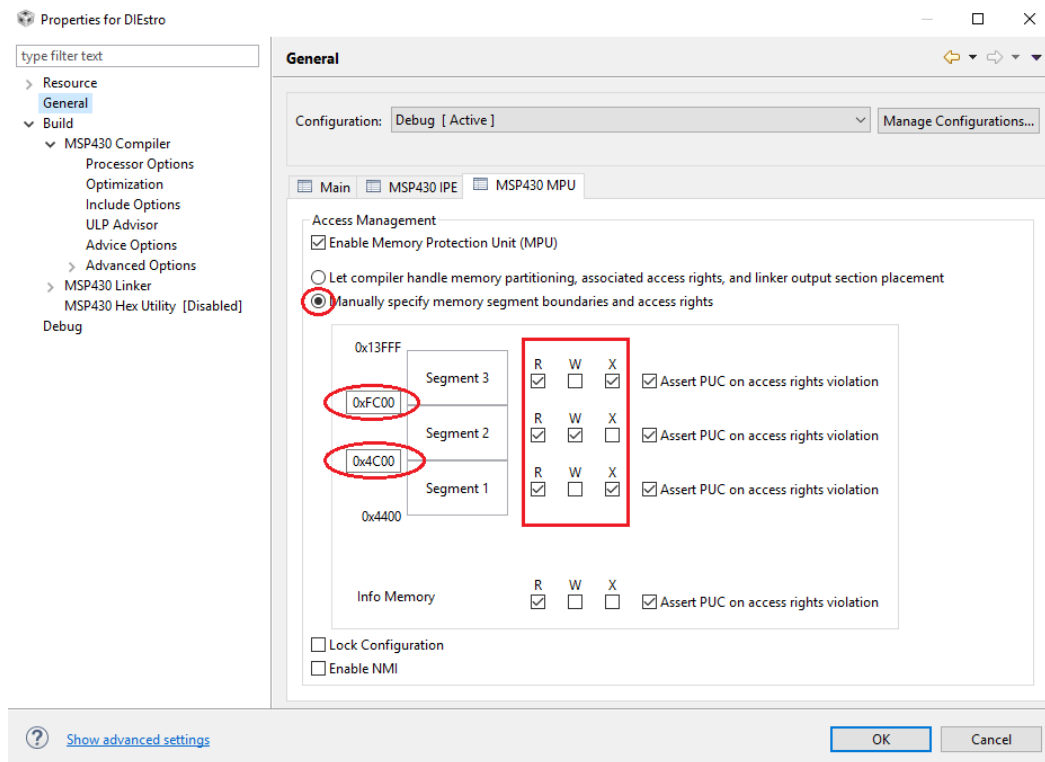 Properties for DIEstro
type filter text
Resource
General
Build
MSP430 Compiler
Processor Options
Optimization
Include Options
ULP Advisor
Advice Options
Advanced Options
MSP430 Linker
MSP430 Hex Utility [Disabled]
Debug
General
Configuration: Debug [ Active ] Manage Configurations...
Main MSP430 IPE MSP430 MPU
Access Management
Enable Memory Protection Unit (MPU)
Let compiler handle memory partitioning, associated access rights, and linker output section placement
Manually specify memory segment boundaries and access rights
0x13FFF
R W X
Segment 3 Assert PUC on access rights violation
0xFC00
R W X
Segment 2 Assert PUC on access rights violation
0x4C00
R W X
Segment 1 Assert PUC on access rights violation
0x4400
R W X
Info Memory Assert PUC on access rights violation
Lock Configuration
Enable NMI
? Show advanced settings OK Cancel